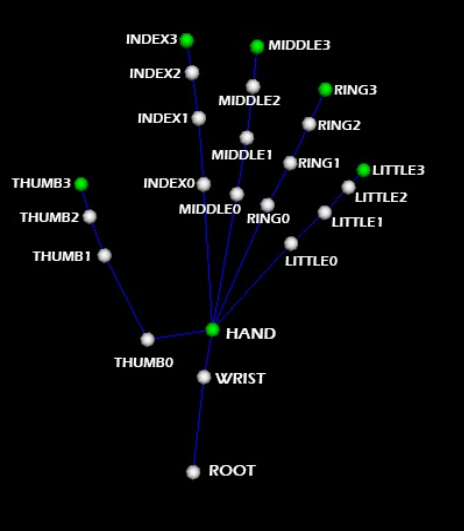 INDEX3
MIDDLE3
INDEX2
RING3
MIDDLE2
INDEX1
RING2
MIDDLE1
RING1
LITTLE3
THUMB3
INDEX0
LITTLE2
MIDDLE0
RING0
THUMB2
LITTLE1
THUMB1
LITTLE0
HAND
THUMB0
WRIST
ROOT